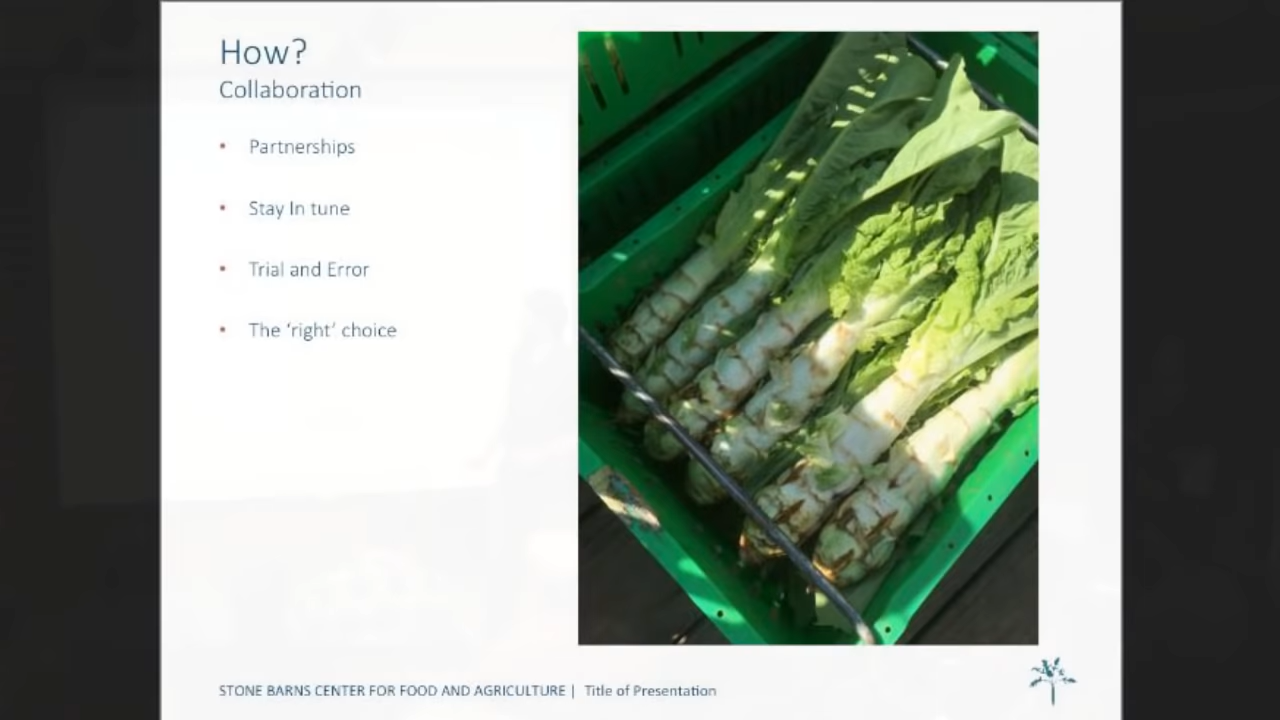 How?
Collaboration
• Partnerships
• Stay In tune
• Trial and Error
• The ‘right’ choice
STONE BARNS CENTER FOR FOOD AND AGRICULTURE | Title of Presentation